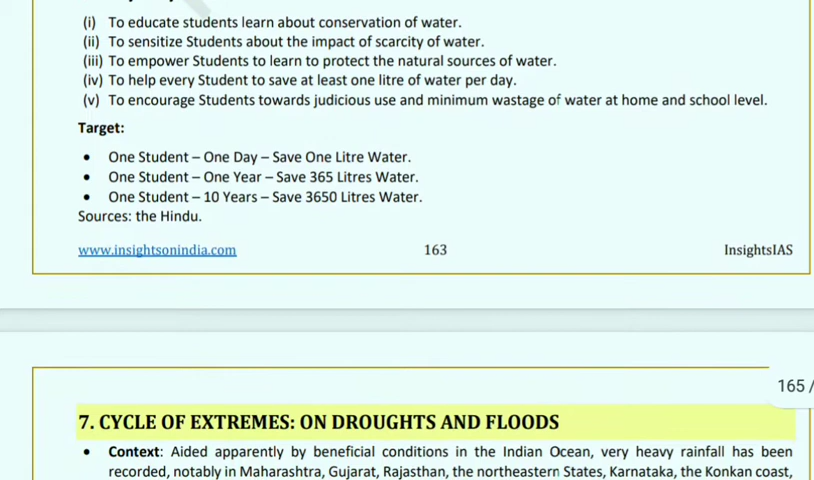 (i) To educate students learn about conservation of water.
(ii) To sensitize Students about the impact of scarcity of water.
(iii) To empower Students to learn to protect the natural sources of water.
(iv) To help every Student to save at least one litre of water per day.
(v) To encourage Students towards judicious use and minimum wastage of water at home and school level.
Target:
• One Student – One Day – Save One Litre Water.
• One Student – One Year – Save 365 Litres Water.
• One Student – 10 Years – Save 3650 Litres Water.
Sources: the Hindu.
www.insightsonindia.com 163 InsightsIAS
165 /
7. CYCLE OF EXTREMES: ON DROUGHTS AND FLOODS
• Context: Aided apparently by beneficial conditions in the Indian Ocean, very heavy rainfall has been
recorded, notably in Maharashtra, Gujarat, Rajasthan, the northeastern States, Karnataka, the Konkan coast,